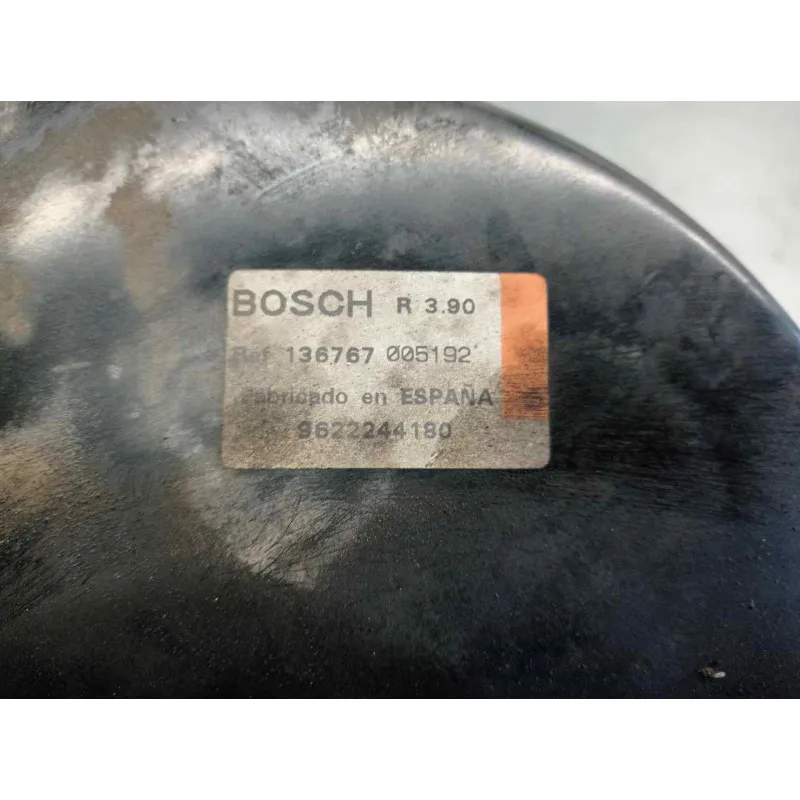 BOSCH R 3.90
Ref 136767 005192
Fabricado en ESPAÑA
9622244180